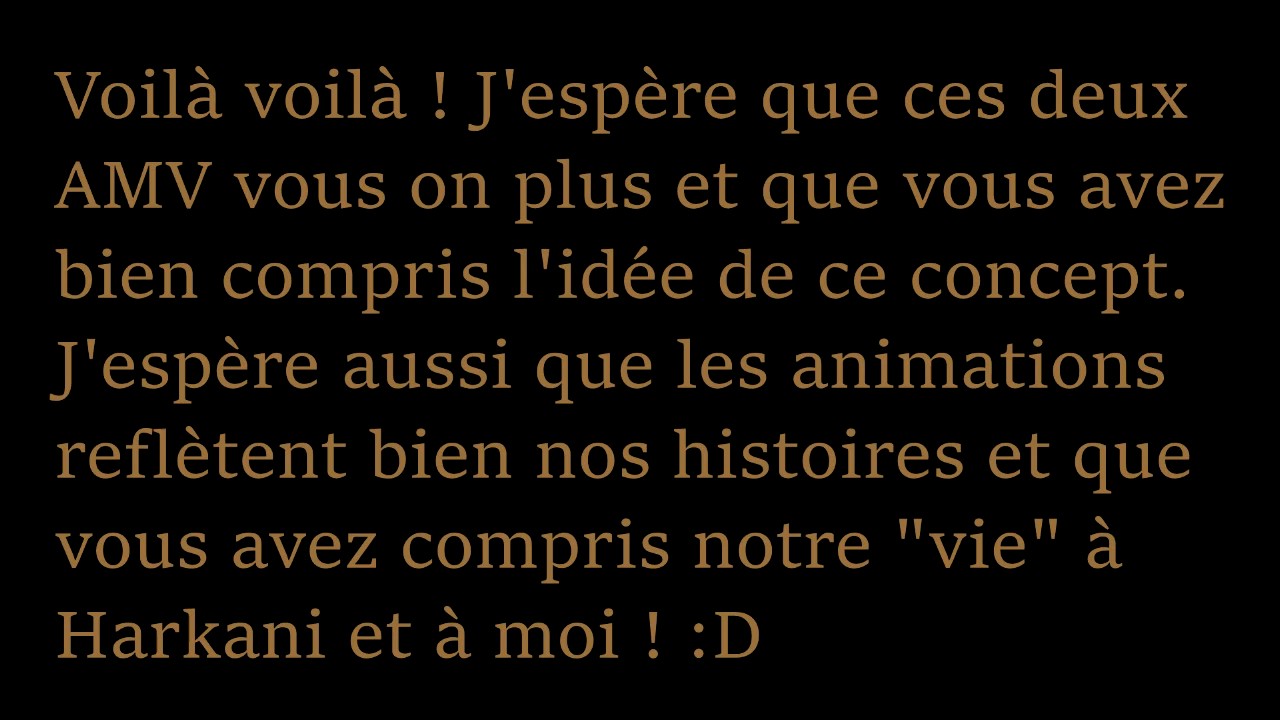 Voilà voilà ! J'espère que ces deux
AMV vous on plus et que vous avez
bien compris l'idée de ce concept.
J'espère aussi que les animations
reflètent bien nos histoires et que
vous avez compris notre "vie" à
Harkani et à moi ! :D